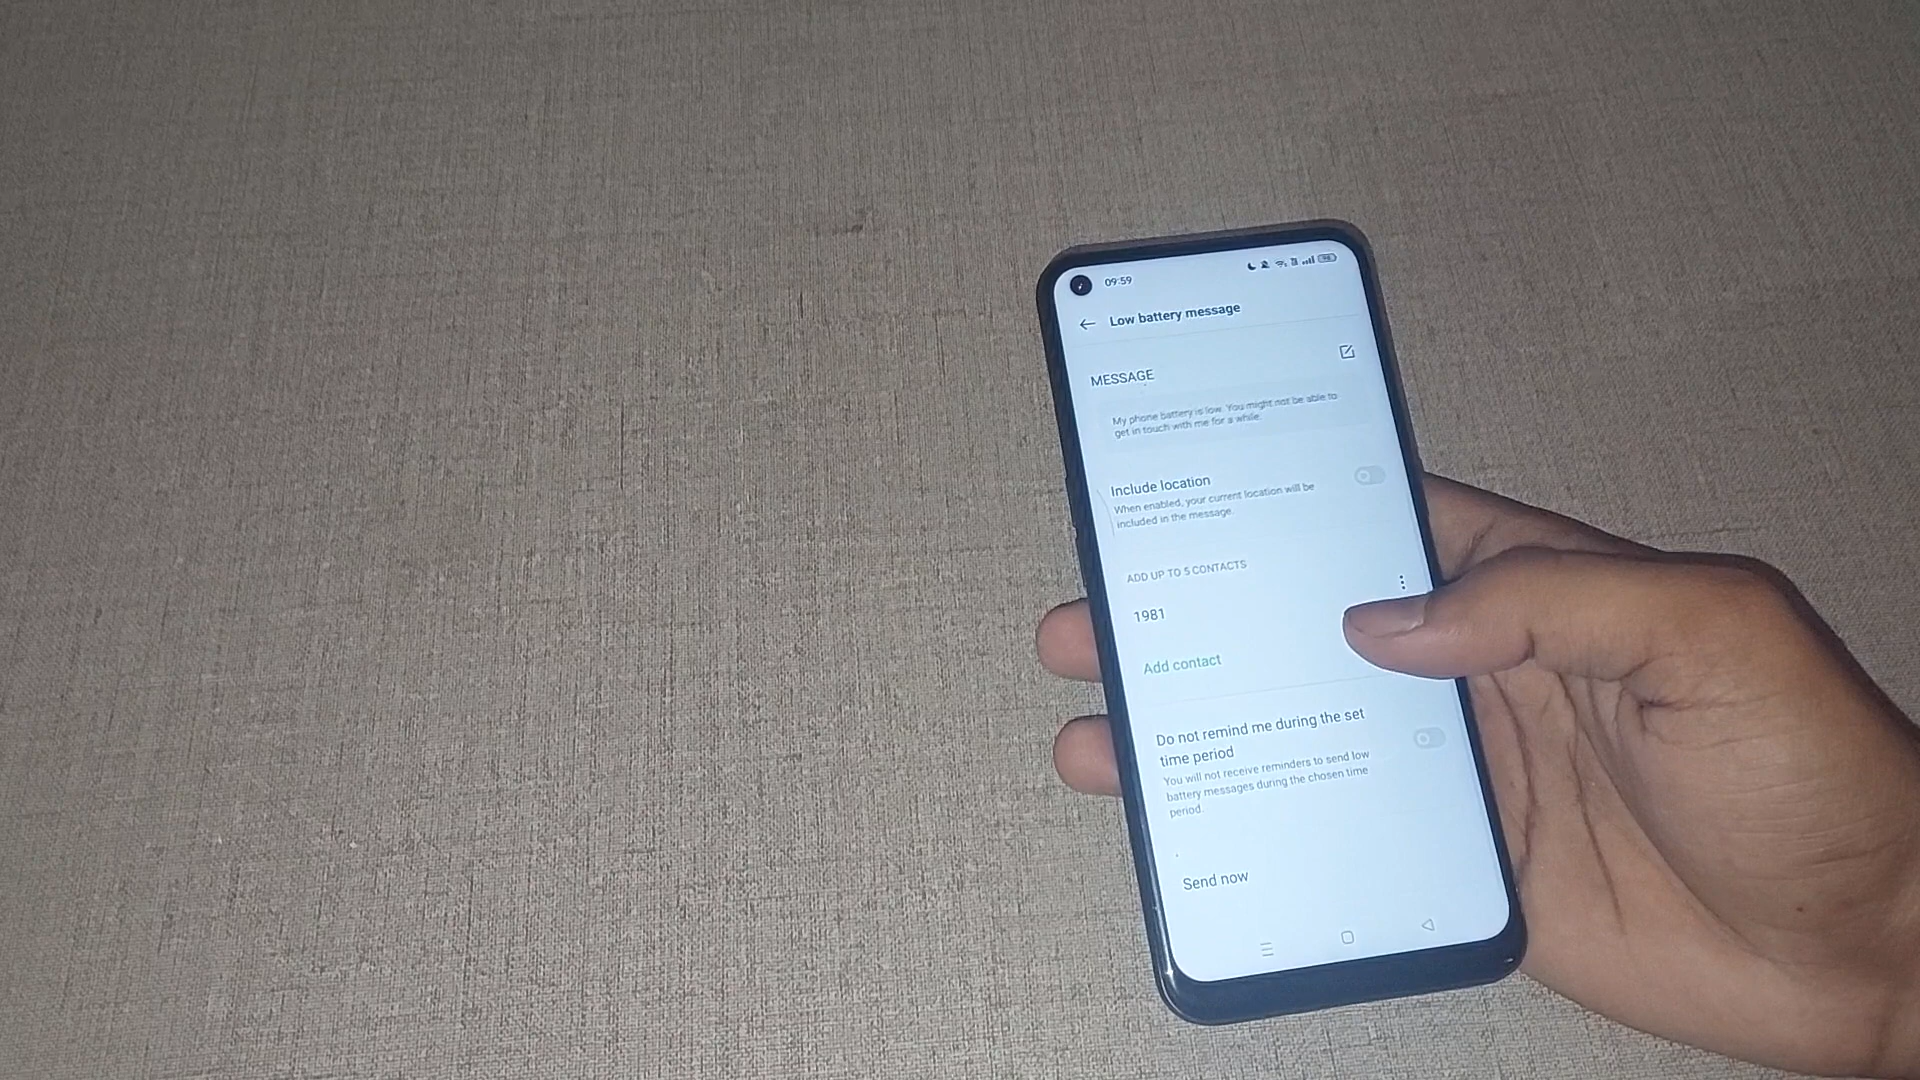 09:59
Low battery message
MESSAGE
My phone battery is low. You might not be able to
get in touch with me for a while.
Include location
When enabled, your current location will be
included in the message.
ADD UP TO 5 CONTACTS
1981
Add contact
Do not remind me during the set
time period
You will not receive reminders to send low
battery messages during the chosen time
period.
Send now